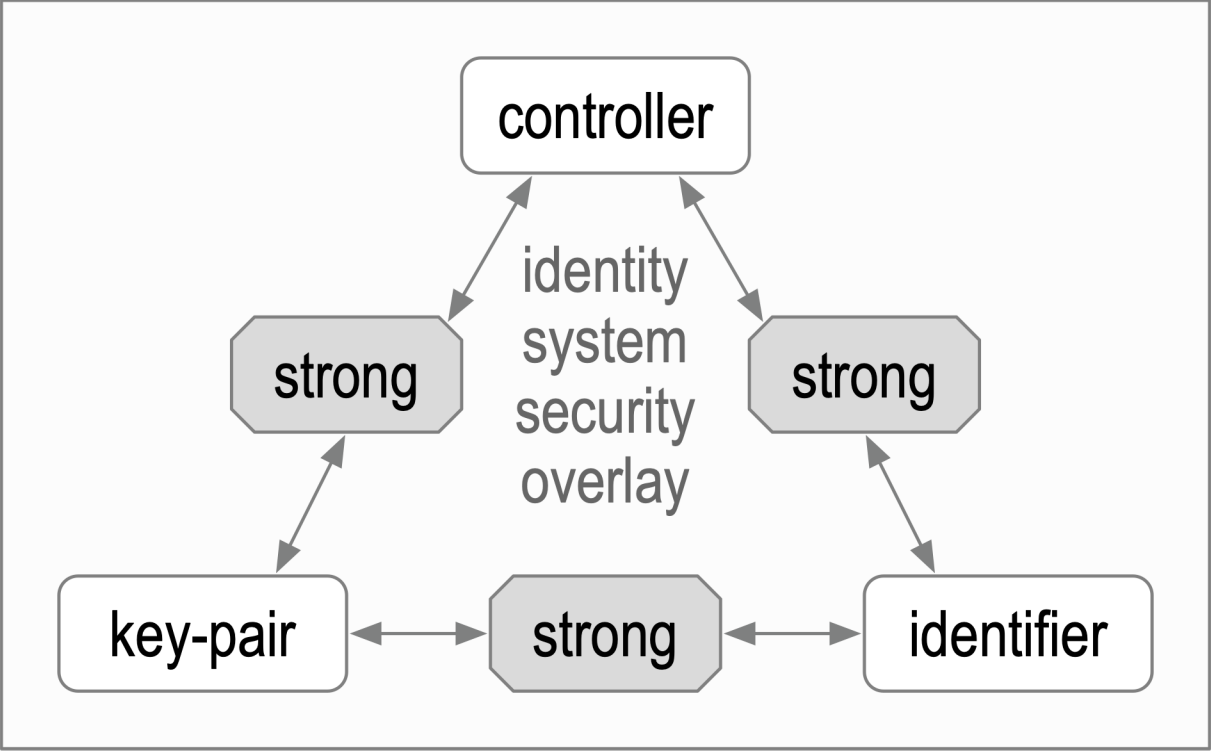 controller
identity
system
security
overlay
strong
strong
key-pair
strong
identifier